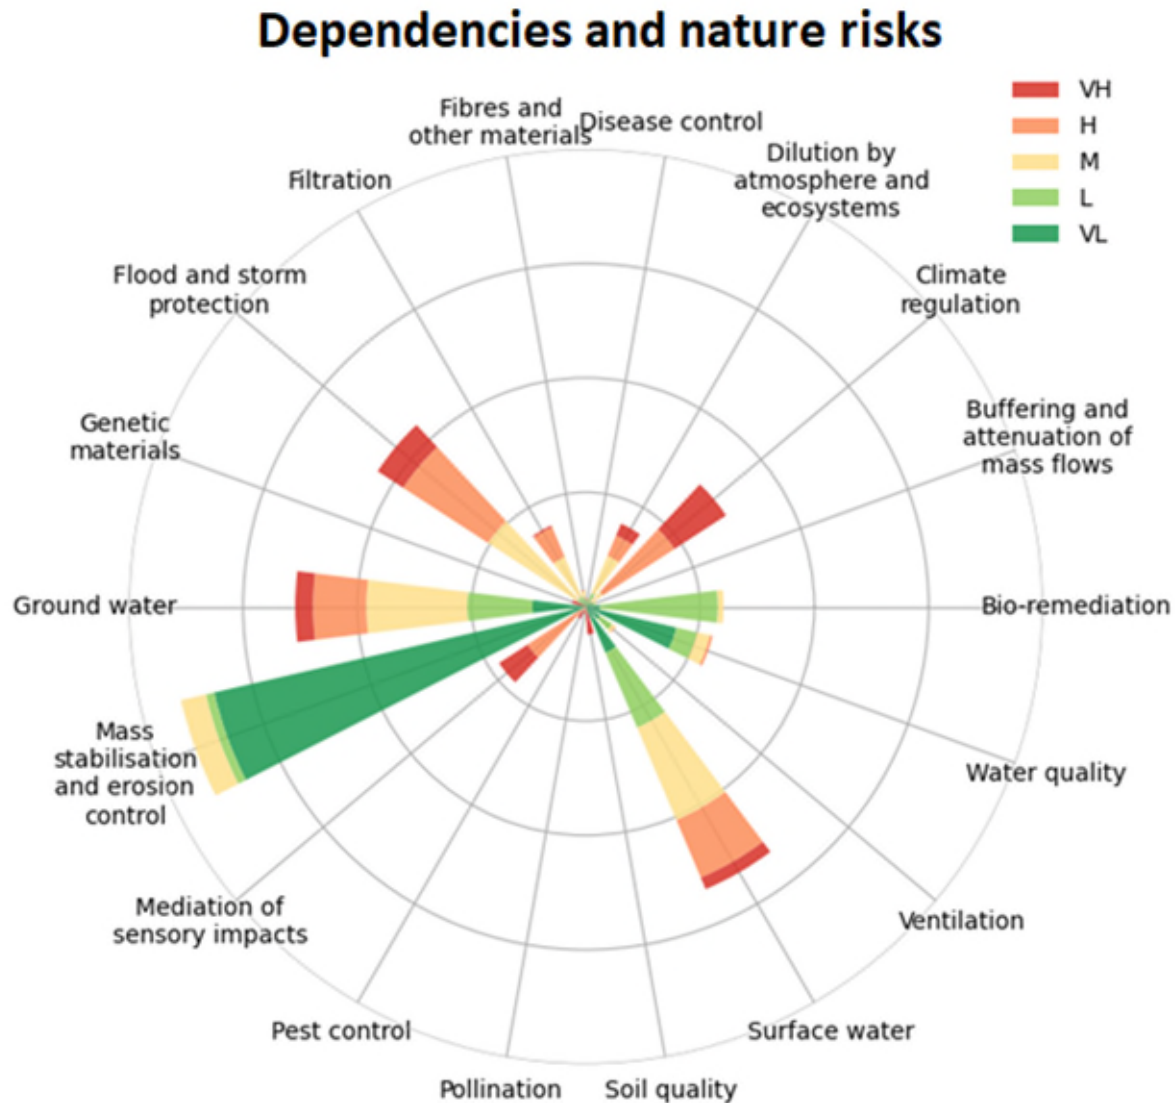 Dependencies and nature risks
VH
H
M
L
VL
Fibres and
other materials
Disease control
Dilution by
atmosphere and
ecosystems
Filtration
Climate
regulation
Flood and storm
protection
Buffering and
attenuation of
mass flows
Genetic
materials
Ground water
Bio-remediation
Mass
stabilisation
and erosion
control
Water quality
Mediation of
sensory impacts
Ventilation
Pest control
Surface water
Pollination
Soil quality